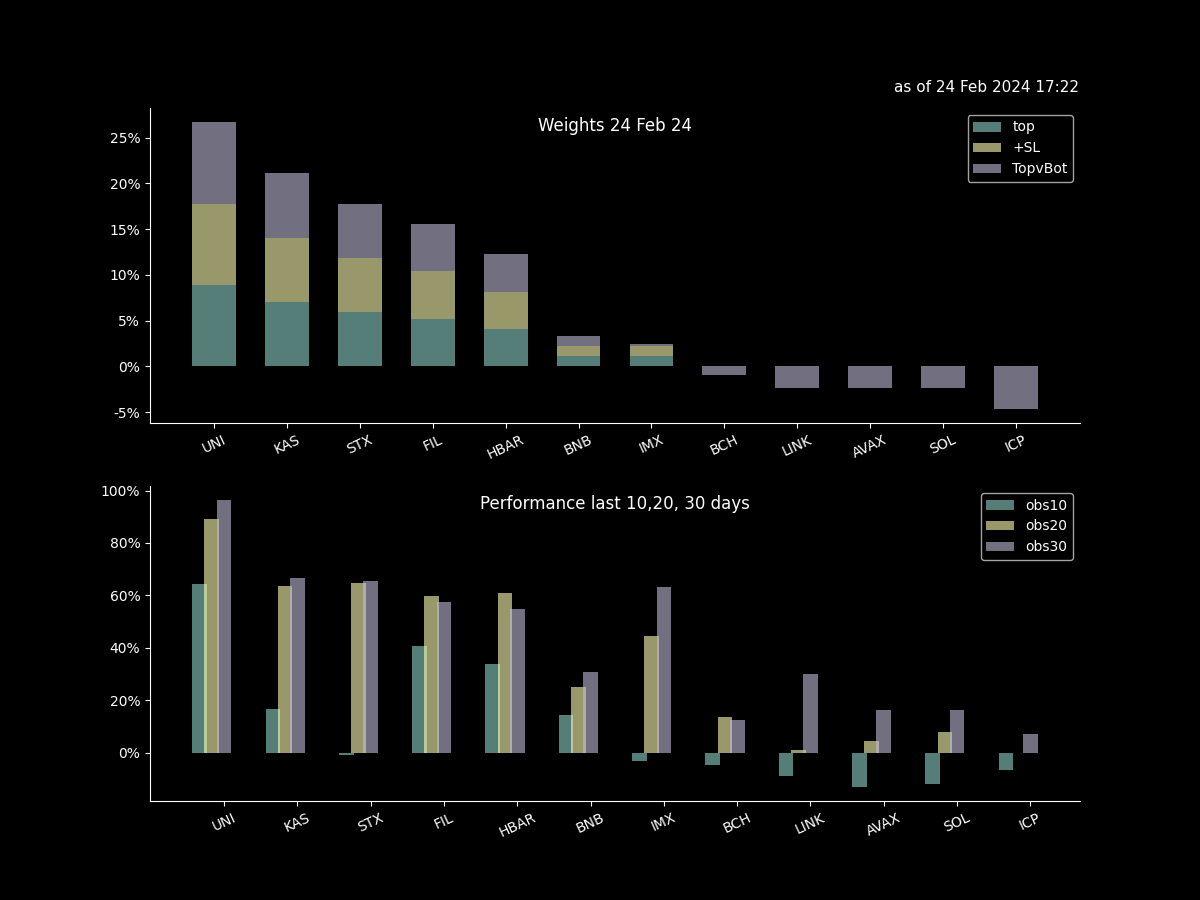 as of 24 Feb 2024 17:22
Weights 24 Feb 24
top
+SL
TopvBot
25%
20%
15%
10%
5%
0%
-5%
UNI KAS STX FIL HBAR BNB IMX BCH LINK AVAX SOL ICP
Performance last 10,20, 30 days
obs10
obs20
obs30
100%
80%
60%
40%
20%
0%
UNI KAS STX FIL HBAR BNB IMX BCH LINK AVAX SOL ICP